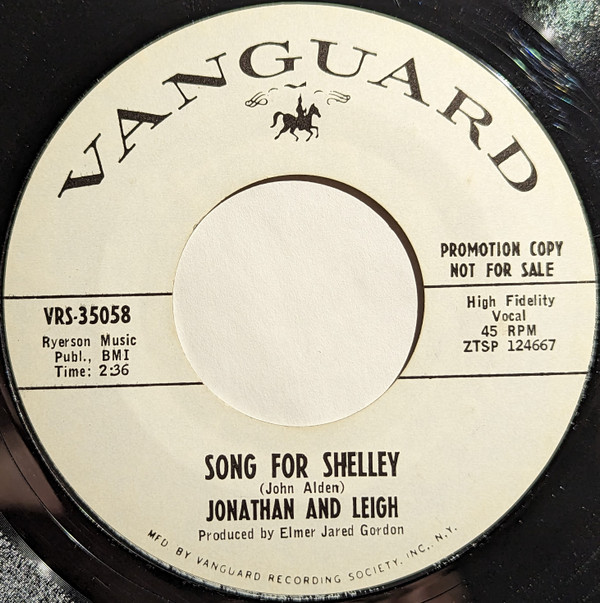 VANGUARD
PROMOTION COPY
NOT FOR SALE
VRS-35058
Ryerson Music
Publ., BMI
Time: 2:36
High Fidelity
Vocal
45 RPM
ZTSP 124667
SONG FOR SHELLEY
(John Alden)
JONATHAN AND LEIGH
Produced by Elmer Jared Gordon
MFD BY VANGUARD RECORDING SOCIETY, INC., N.Y.